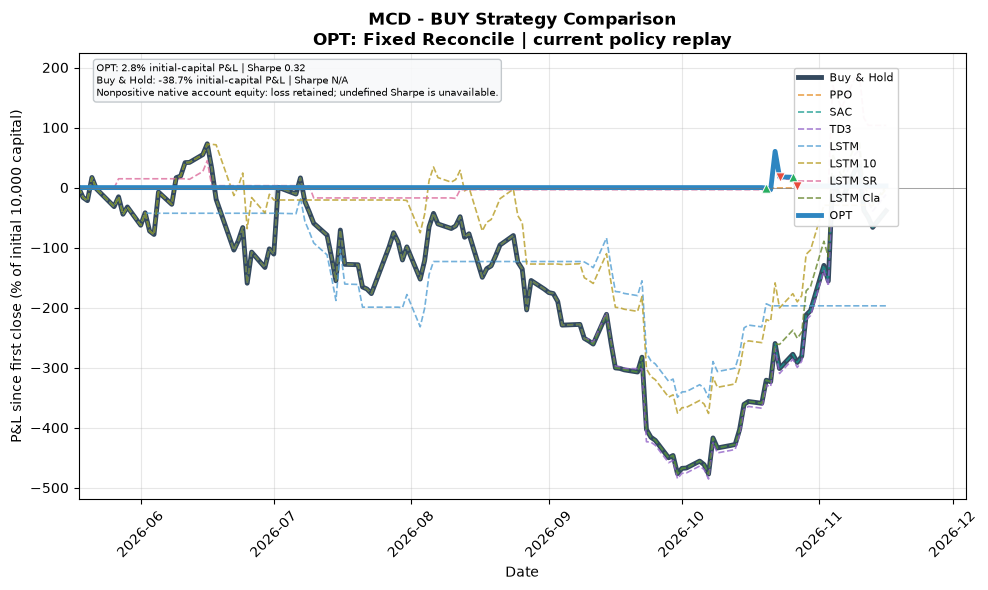 MCD - BUY Strategy Comparison
OPT: Fixed Reconcile | current policy replay
OPT: 2.8% initial-capital P&L | Sharpe 0.32
Buy & Hold: -38.7% initial-capital P&L | Sharpe N/A
Nonpositive native account equity: loss retained; undefined Sharpe is unavailable.
Buy & Hold
PPO
SAC
TD3
LSTM
LSTM 10
LSTM SR
LSTM Cla
OPT
P&L since first close (% of initial 10,000 capital)
200
100
0
−100
−200
−300
−400
−500
2026-06
2026-07
2026-08
2026-09
2026-10
2026-11
2026-12
Date